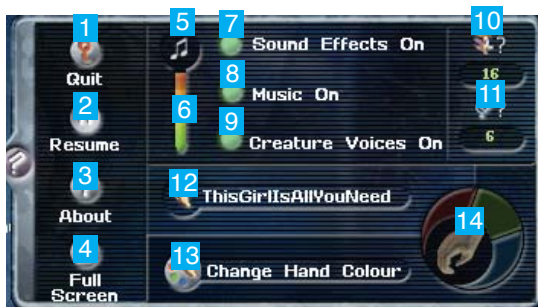 1
Quit
2
Resume
3
About
4
Full
Screen
5
6
7
Sound Effects On
8
Music On
9
Creature Voices On
10
?
16
11
?
6
12
ThisGirlIsAllYouNeed
13
Change Hand Colour
14
?